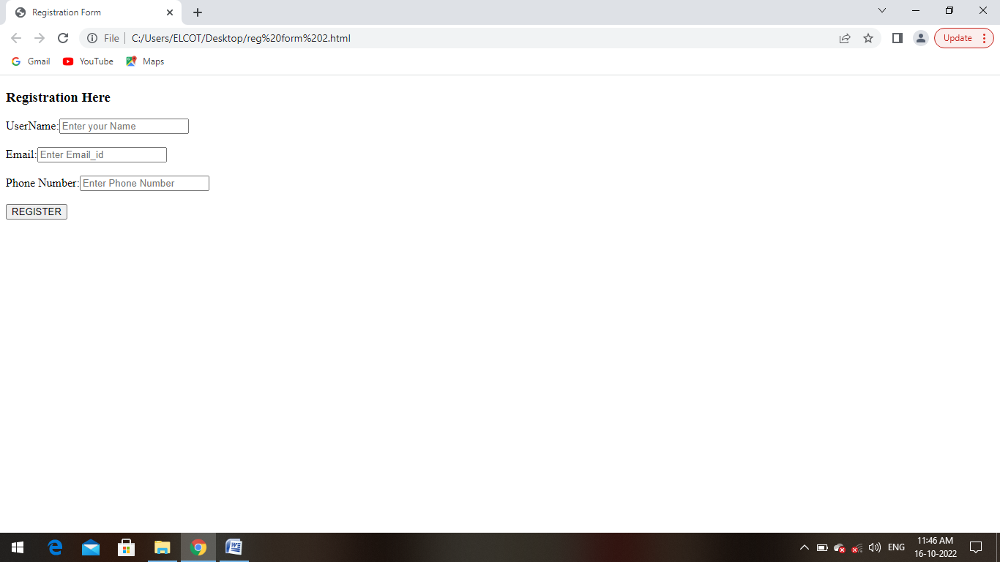 Registration Form
File
C:/Users/ELCOT/Desktop/reg%20form%202.html
Update
Gmail
YouTube
Maps
Registration Here
UserName: Enter your Name
Email: Enter Email_id
Phone Number: Enter Phone Number
REGISTER
ENG
11:46 AM
16-10-2022